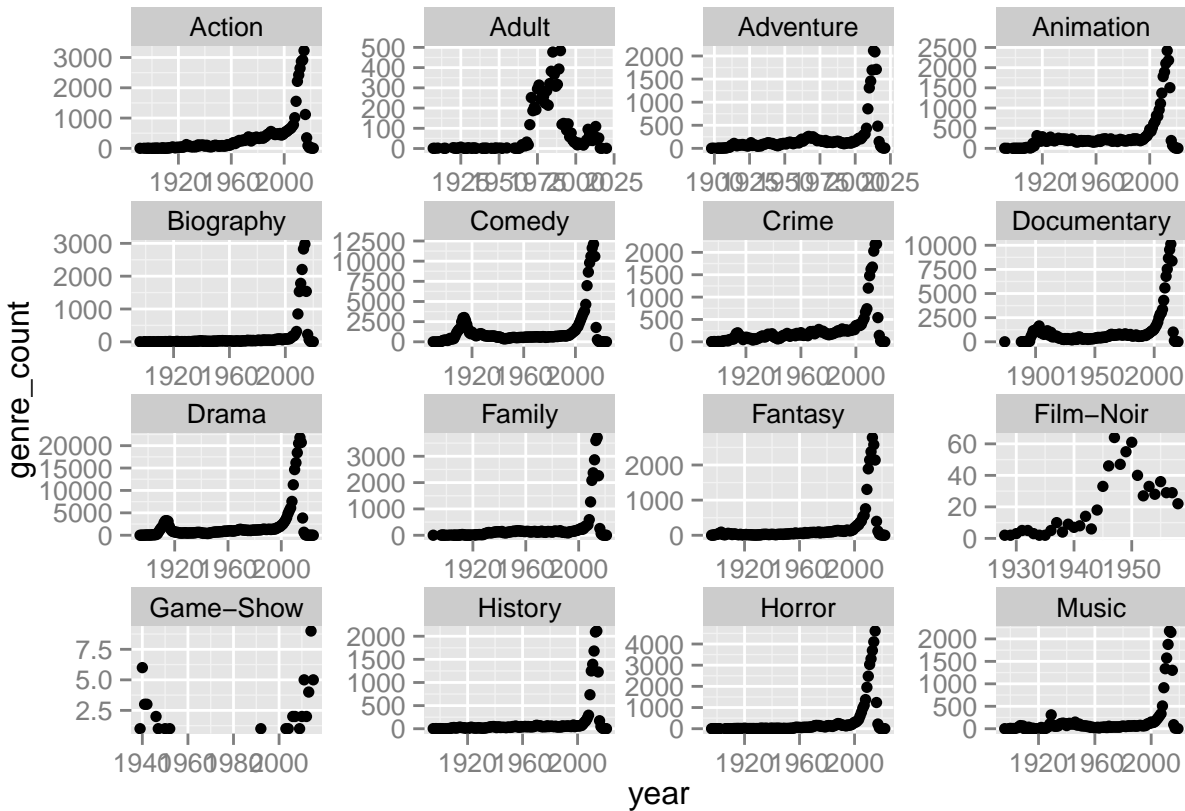 Action Adult Adventure Animation
3000 500 2000 2500
400 2000
2000 300 1500 1500
1000 200 1000 1000
100 500 500
0 0 0 0
1920 1960 2000 1925 1950 1975 2000 2025 1900 1925 1950 1975 2000 2025 1920 1960 2000
Biography Comedy Crime Documentary
3000 12500 2000 10000
10000 7500
2000 7500 1500 5000
1000 5000 1000 2500
2500 500
0 0 0 0
1920 1960 2000 1920 1960 2000 1920 1960 2000 1900 1950 2000
genre_count
Drama Family Fantasy Film−Noir
20000 3000 60
15000 2000 2000 40
10000 1000 20
5000 1000
0 0 0 0
1920 1960 2000 1920 1960 2000 1920 1960 2000 1930 1940 1950
Game−Show History Horror Music
7.5 2000 4000 2000
5.0 1500 3000 1500
1000 2000 1000
2.5 500 1000 500
0 0 0
1940 1960 1980 2000 1920 1960 2000 1920 1960 2000 1920 1960 2000
year